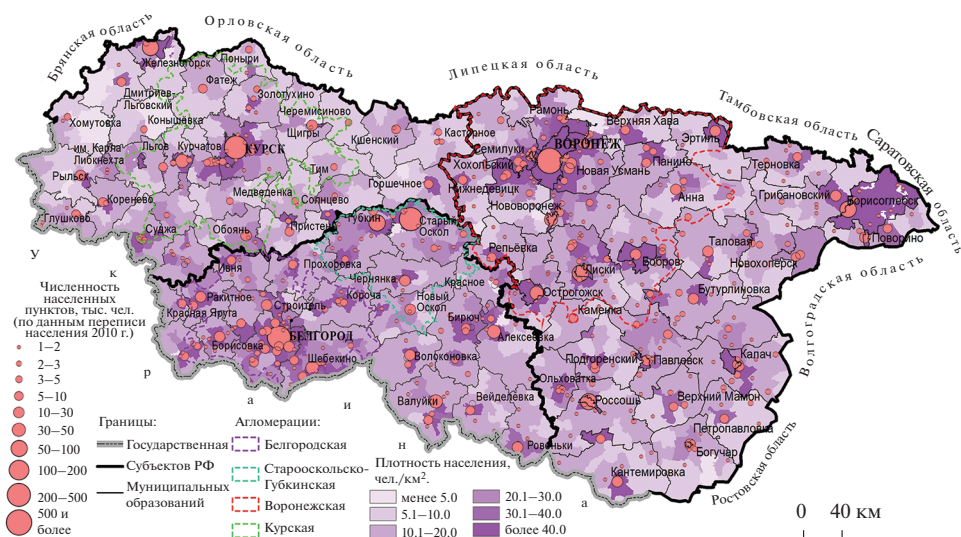 Брянская область
Орловская область
Липецкая область
Тамбовская область
Саратовская
область
Волгоградская область
Ростовская область
У
к
р
а
и
н
а
Железногорск
Поныри
Фатеж
Дмитриев-
Льговский
Золотухино
Хомутовка
Конышевка
Черемисиново
Щигры
Касторное
Кшенский
им. Карла
Либкнехта
Льгов
Курчатов
КУРСК
Рыльск
Тим
Горшечное
Кореново
Медвенка
Солнцево
Глушково
Суджа
Обоянь
Пристень
Губкин
Старый
Оскол
Рамонь
Верхняя Хава
Эртиль
Семилуки
ВОРОНЕЖ
Хохольский
Новая Усмань
Панино
Терновка
Нижнедевицк
Анна
Грибановский
Борисоглебск
Нововоронеж
Поворино
Репьёвка
Таловая
Новохоперск
Ивня
Прохоровка
Чернянка
Красное
Лиски
Бобров
Ракитное
Короча
Новый
Оскол
Острогожск
Бутурлиновка
Красная Яруга
Строитель
Бирюч
Каменка
БЕЛГОРОД
Алексеевка
Борисовка
Шебекино
Волоконовка
Подгоренский
Павловск
Калач
Ольховатка
Валуйки
Вейделевка
Россошь
Верхний Мамон
Петропавловка
Ровеньки
Богучар
Кантемировка
Численность
населенных
пунктов, тыс. чел.
(по данным переписи
населения 2010 г.)
1–2
2–3
3–5
5–10
10–30
30–50
50–100
100–200
200–500
500 и
более
Границы:
Государственная
Субъектов РФ
Муниципальных
образований
Агломерации:
Белгородская
Старооскольско-
Губкинская
Воронежская
Курская
Плотность населения,
чел./км².
менее 5.0
5.1–10.0
10.1–20.0
20.1–30.0
30.1–40.0
более 40.0
0 40 км